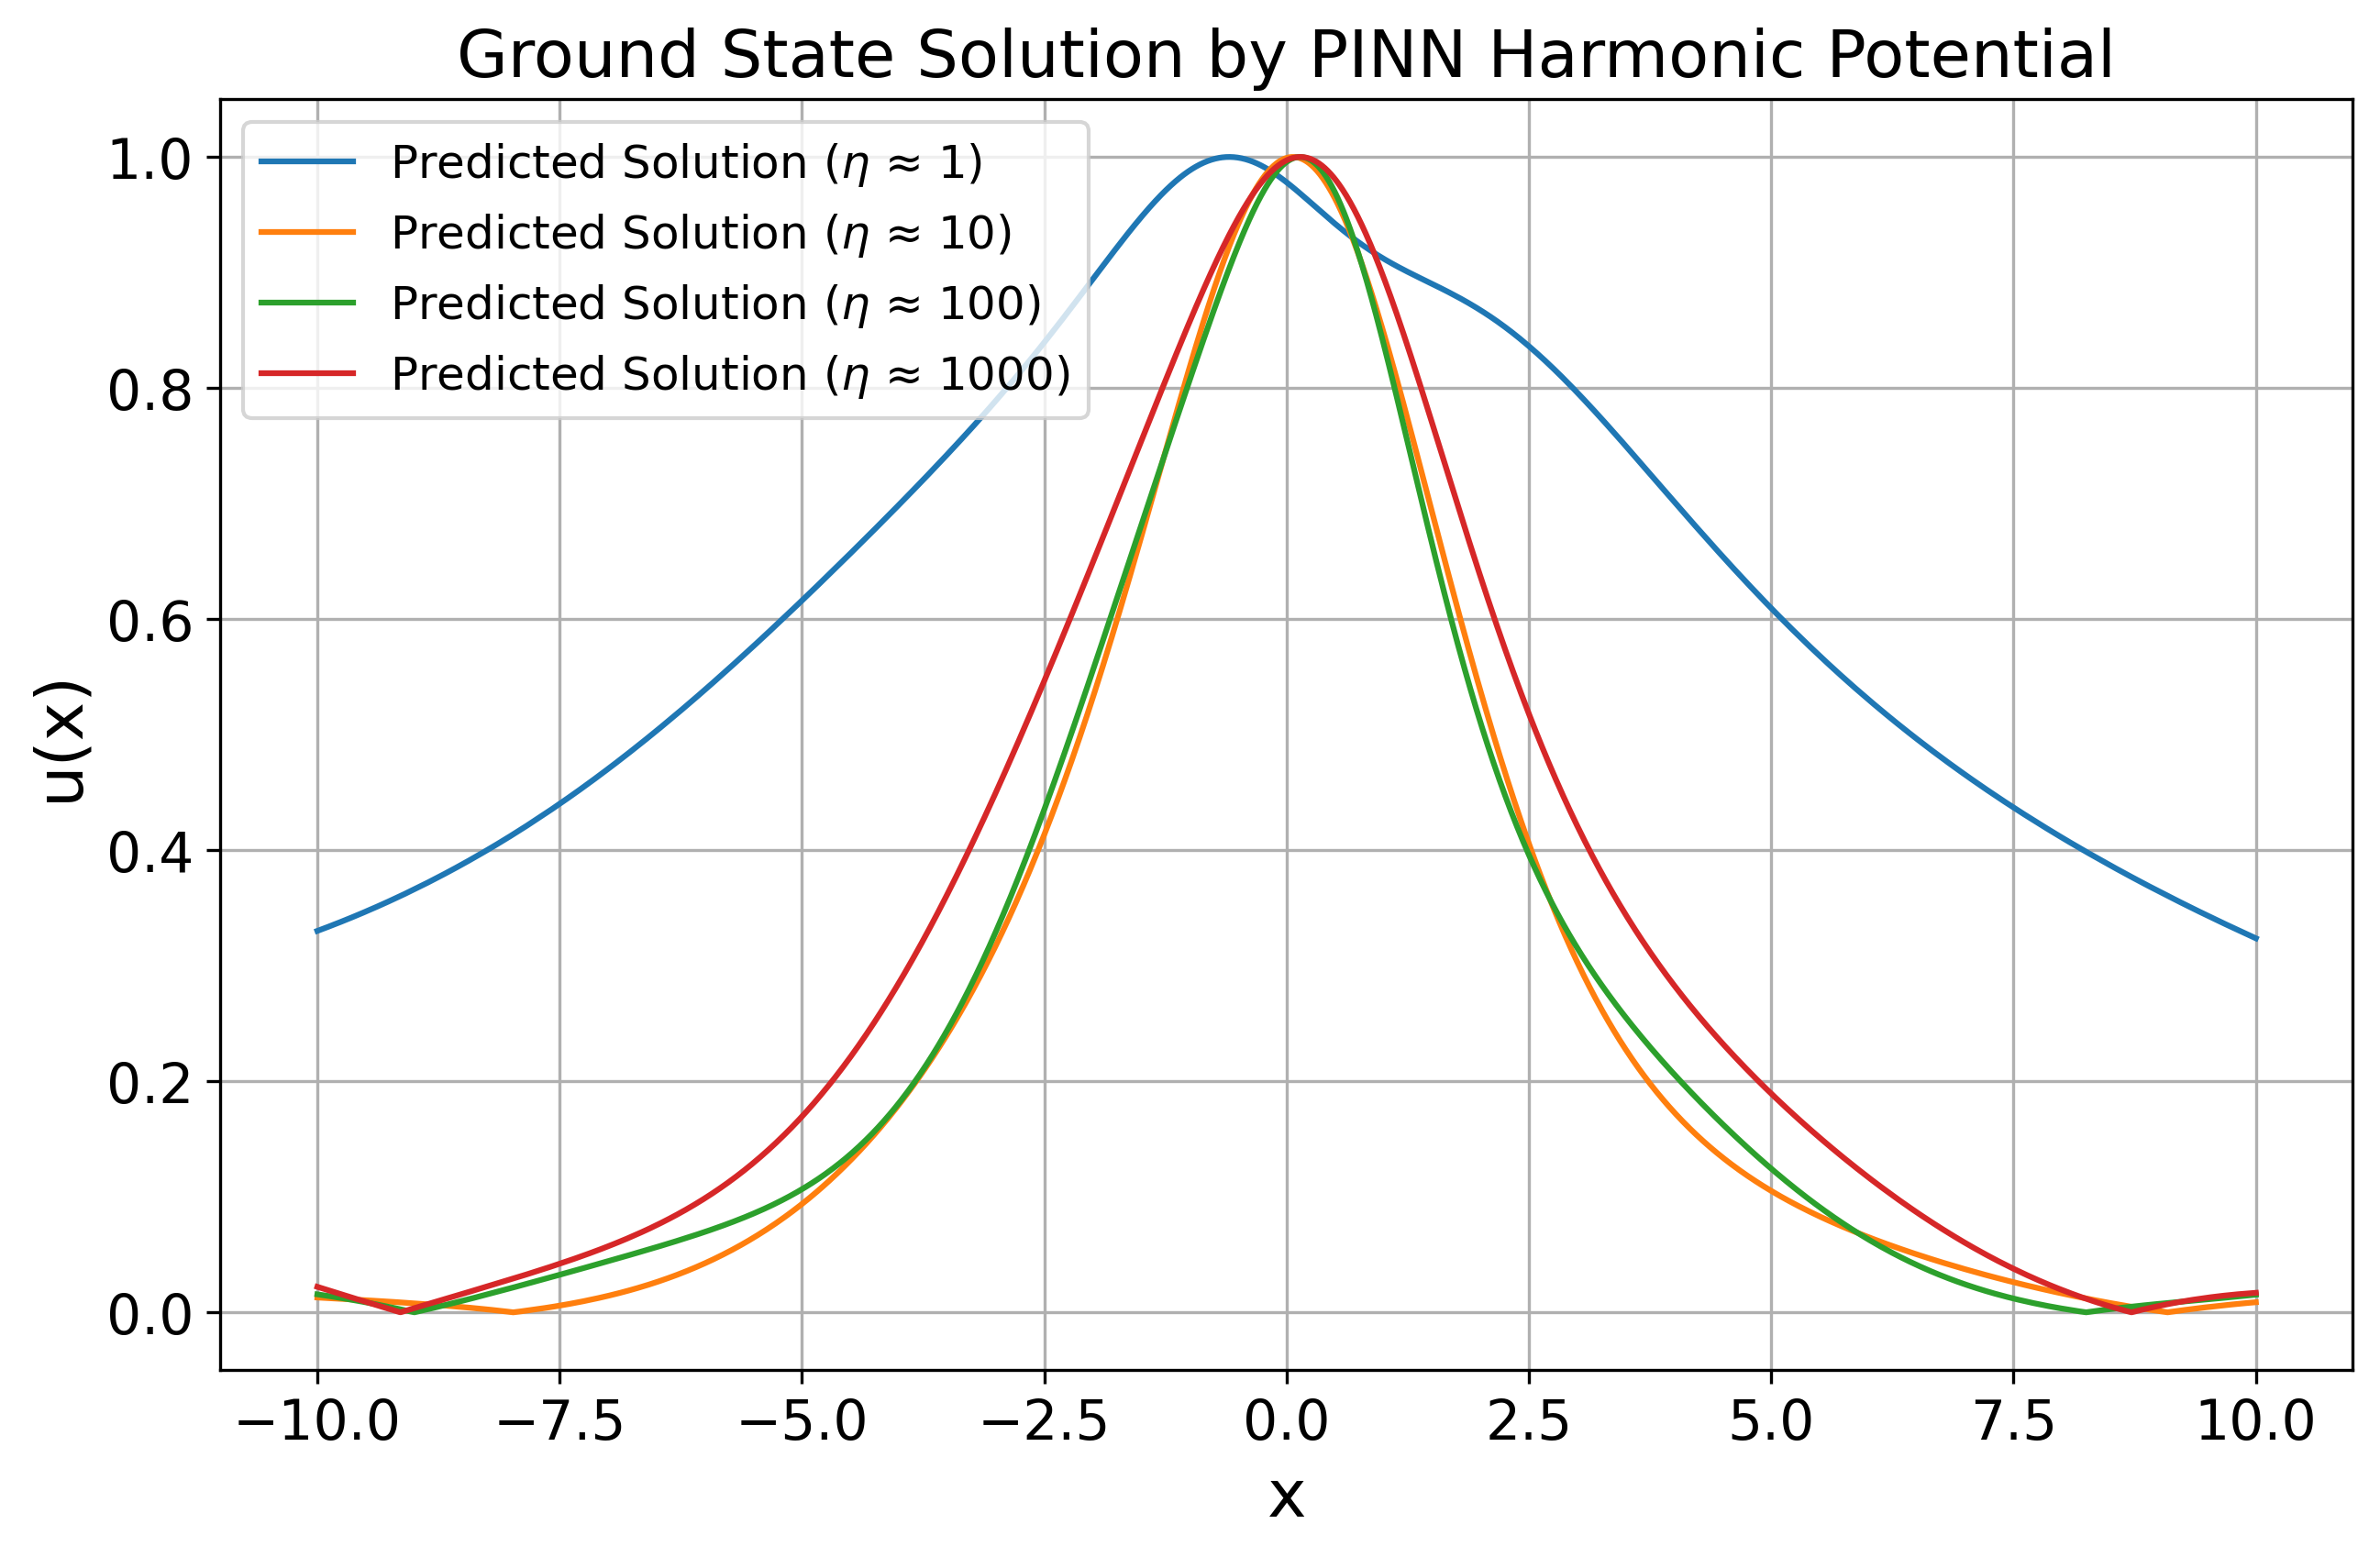 Ground State Solution by PINN Harmonic Potential
Predicted Solution (η ≈ 1)
Predicted Solution (η ≈ 10)
Predicted Solution (η ≈ 100)
Predicted Solution (η ≈ 1000)
1.0
0.8
0.6
0.4
0.2
0.0
u(x)
−10.0 −7.5 −5.0 −2.5 0.0 2.5 5.0 7.5 10.0
x